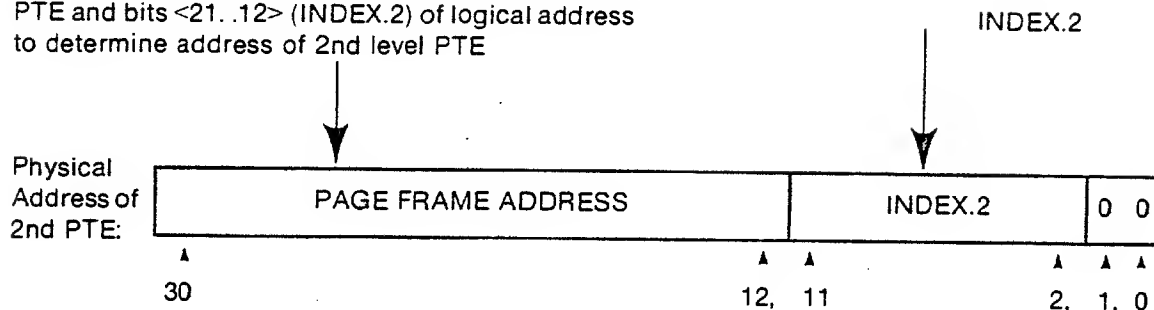 PTE and bits <21. .12> (INDEX.2) of logical address
to determine address of 2nd level PTE
INDEX.2
Physical
Address of
2nd PTE:
PAGE FRAME ADDRESS
INDEX.2
0 0
30
12,
11
2,
1,
0